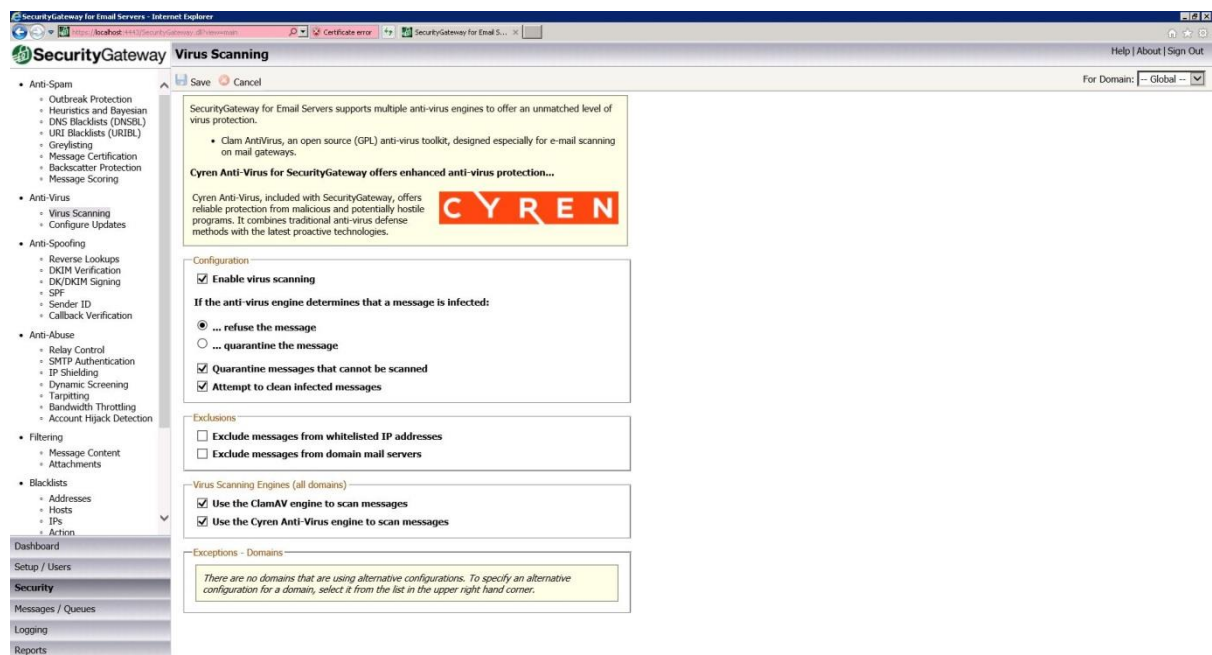 SecurityGateway for Email Servers - Internet Explorer
https://localhost:4443/SecurityGateway.dll?view=main
Certificate error
SecurityGateway for Email S... ×
SecurityGateway
Virus Scanning
Help | About | Sign Out
Save
Cancel
For Domain:
-- Global --
• Anti-Spam
Outbreak Protection
Heuristics and Bayesian
DNS Blacklists (DNSBL)
URI Blacklists (URIBL)
Greylisting
Message Certification
Backscatter Protection
Message Scoring
• Anti-Virus
Virus Scanning
Configure Updates
• Anti-Spoofing
Reverse Lookups
DKIM Verification
DK/DKIM Signing
SPF
Sender ID
Callback Verification
• Anti-Abuse
Relay Control
SMTP Authentication
IP Shielding
Dynamic Screening
Tarpitting
Bandwidth Throttling
Account Hijack Detection
• Filtering
Message Content
Attachments
• Blacklists
Addresses
Hosts
IPs
Action
Dashboard
Setup / Users
Security
Messages / Queues
Logging
Reports
SecurityGateway for Email Servers supports multiple anti-virus engines to offer an unmatched level of
virus protection.
• Clam AntiVirus, an open source (GPL) anti-virus toolkit, designed especially for e-mail scanning
on mail gateways.
Cyren Anti-Virus for SecurityGateway offers enhanced anti-virus protection...
Cyren Anti-Virus, included with SecurityGateway, offers
reliable protection from malicious and potentially hostile
programs. It combines traditional anti-virus defense
methods with the latest proactive technologies.
CYREN
Configuration
Enable virus scanning
If the anti-virus engine determines that a message is infected:
... refuse the message
... quarantine the message
Quarantine messages that cannot be scanned
Attempt to clean infected messages
Exclusions
Exclude messages from whitelisted IP addresses
Exclude messages from domain mail servers
Virus Scanning Engines (all domains)
Use the ClamAV engine to scan messages
Use the Cyren Anti-Virus engine to scan messages
Exceptions - Domains
There are no domains that are using alternative configurations. To specify an alternative
configuration for a domain, select it from the list in the upper right hand corner.